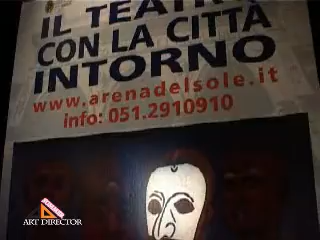 IL TEATRO
CON LA CITTÀ
INTORNO
www.arenadelsole.it
info: 051.2910910
ART DIRECTOR